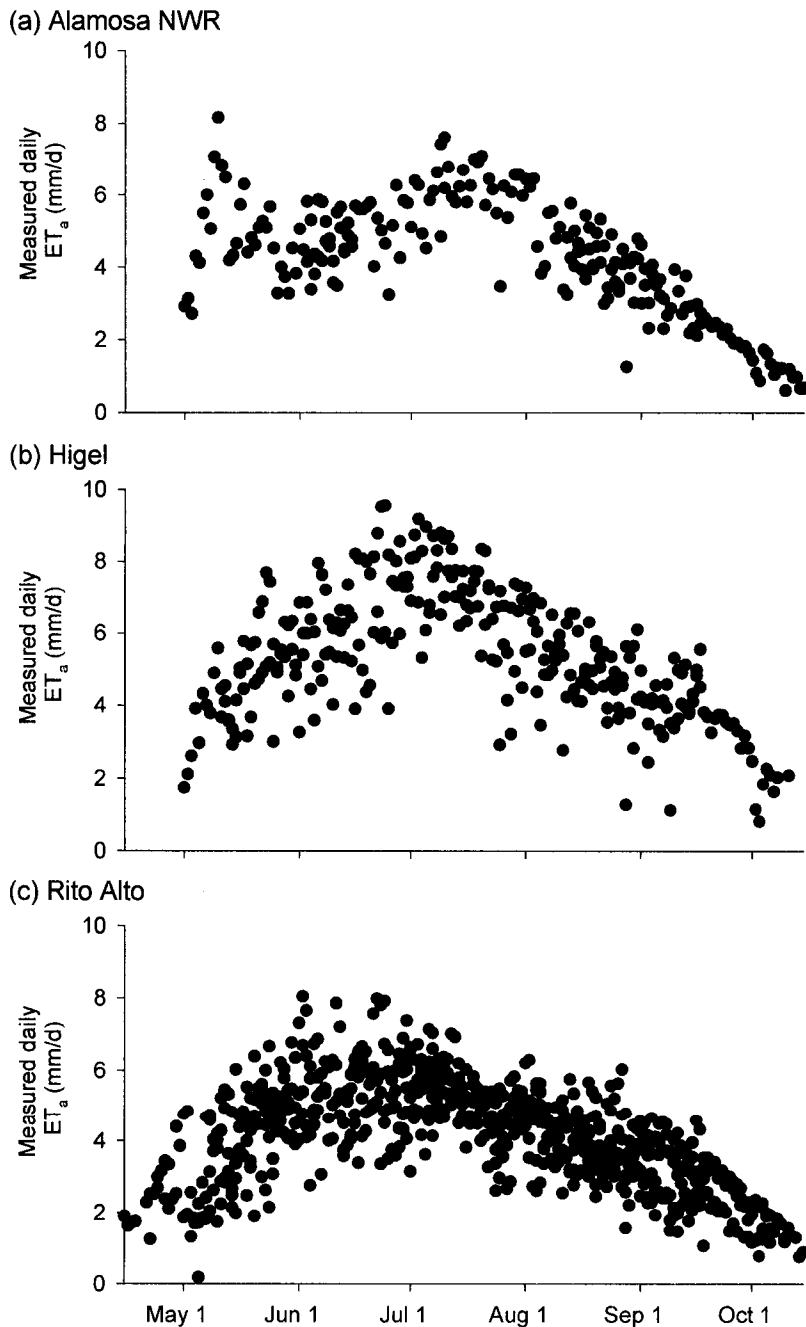 (a) Alamosa NWR
10
8
6
4
2
0
Measured daily
ETa (mm/d)
(b) Higel
10
8
6
4
2
0
Measured daily
ETa (mm/d)
(c) Rito Alto
10
8
6
4
2
0
Measured daily
ETa (mm/d)
May 1 Jun 1 Jul 1 Aug 1 Sep 1 Oct 1